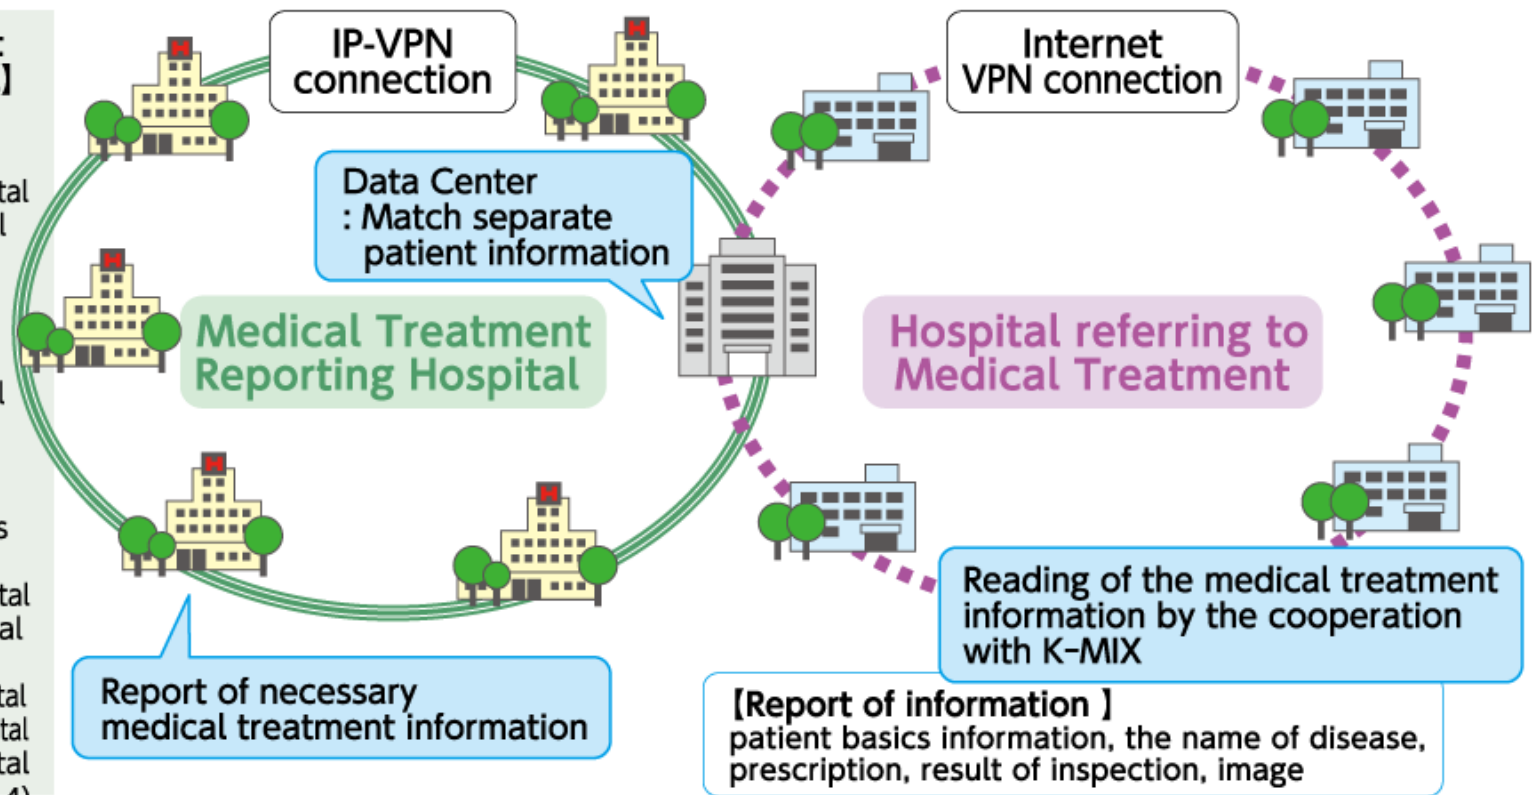 IP-VPN
connection
Internet
VPN connection
Data Center
: Match separate
patient information
Medical Treatment
Reporting Hospital
Hospital referring to
Medical Treatment
Reading of the medical treatment
information by the cooperation
with K-MIX
Report of necessary
medical treatment information
【Report of information 】
patient basics information, the name of disease,
prescription, result of inspection, image
H
H
H
H
H